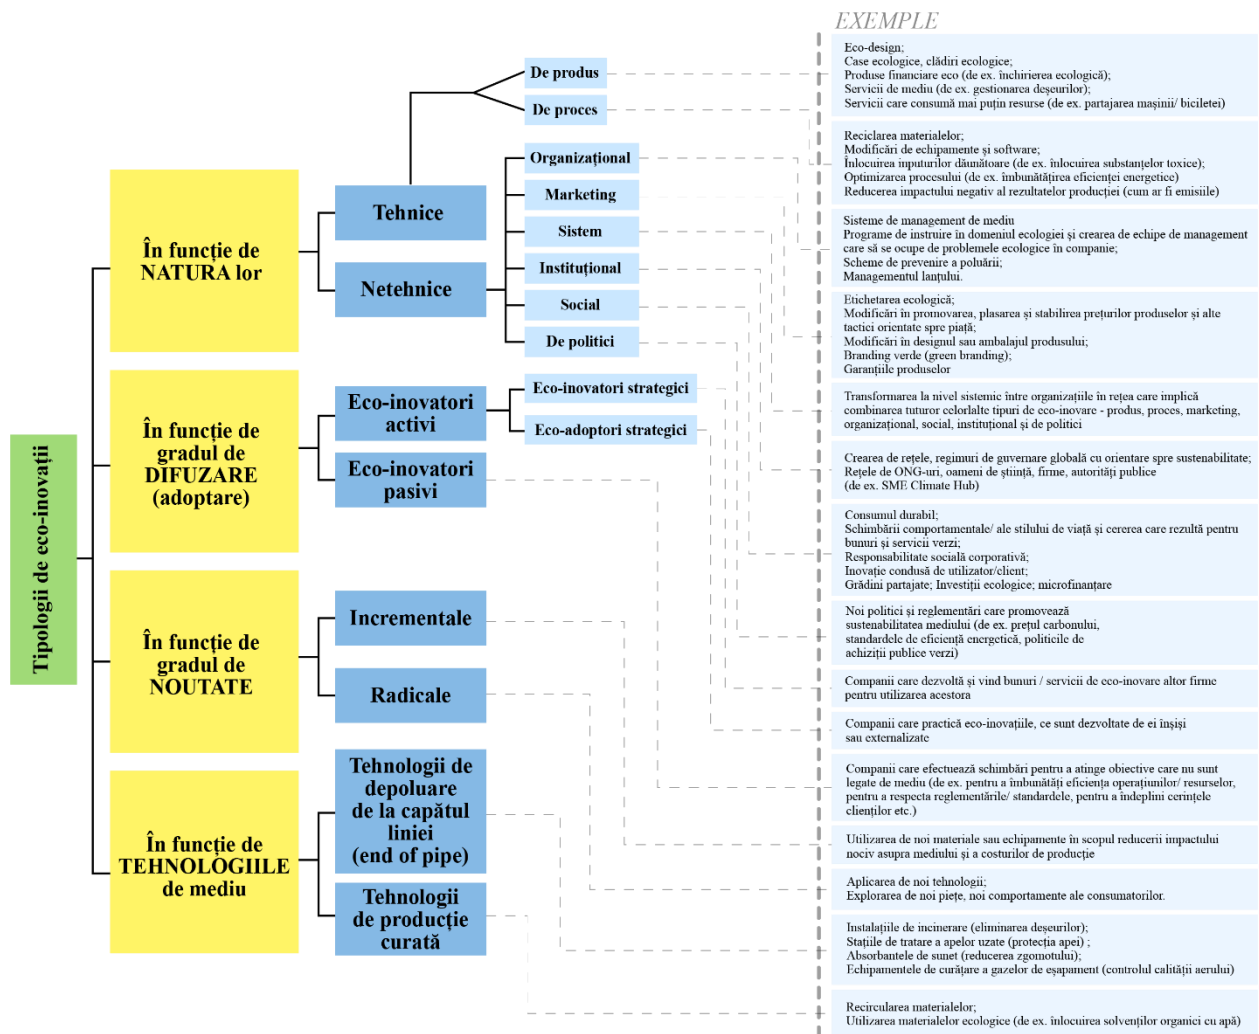 EXEMPLE
Tipologii de eco-inovații
În funcție de
NATURA lor
Tehnice
Netehnice
De produs
De proces
Organizațional
Marketing
Sistem
Instituțional
Social
De politici
În funcție de
gradul de
DIFUZARE
(adoptare)
Eco-inovatori
activi
Eco-inovatori
pasivi
Eco-inovatori strategici
Eco-adoptori strategici
În funcție de
gradul de
NOUTATE
Incrementale
Radicale
În funcție de
TEHNOLOGIILE
de mediu
Tehnologii de
depoluare
de la capătul
liniei
(end of pipe)
Tehnologii
de producție
curată
Eco-design;
Case ecologice, clădiri ecologice;
Produse financiare eco (de ex. închirierea ecologică);
Servicii de mediu (de ex. gestionarea deșeurilor);
Servicii care consumă mai puțin resurse (de ex. partajarea mașinii/ biciletei)
Reciclarea materialelor;
Modificări de echipamente și software;
Înlocuirea inputurilor dăunătoare (de ex. înlocuirea substanțelor toxice);
Optimizarea procesului (de ex. îmbunătățirea eficienței energetice)
Reducerea impactului negativ al rezultatelor producției (cum ar fi emisiile)
Sisteme de management de mediu
Programe de instruire în domeniul ecologiei și crearea de echipe de management
care să se ocupe de problemele ecologice în companie;
Scheme de prevenire a poluării;
Managementul lanțului.
Etichetarea ecologică;
Modificări în promovarea, plasarea și stabilirea prețurilor produselor și alte
tactici orientate spre piață;
Modificări în designul sau ambalajul produsului;
Branding verde (green branding);
Garanțiile produselor
Transformarea la nivel sistemic între organizațiile în rețea care implică
combinarea tuturor celorlalte tipuri de eco-inovare - produs, proces, marketing,
organizațional, social, instituțional și de politici
Crearea de rețele, regimuri de guvernare globală cu orientare spre sustenabilitate;
Rețele de ONG-uri, oameni de știință, firme, autorități publice
(de ex. SME Climate Hub)
Consumul durabil;
Schimbării comportamentale/ ale stilului de viață și cererea care rezultă pentru
bunuri și servicii verzi;
Responsabilitate socială corporativă;
Inovație condusă de utilizator/client;
Grădini partajate; Investiții ecologice; microfinanțare
Noi politici și reglementări care promovează
sustenabilitatea mediului (de ex. prețul carbonului,
standardele de eficiență energetică, politicile de
achiziții publice verzi)
Companii care dezvoltă și vind bunuri / servicii de eco-inovare altor firme
pentru utilizarea acestora
Companii care practică eco-inovațiile, ce sunt dezvoltate de ei înșiși
sau externalizate
Companii care efectuează schimbări pentru a atinge obiective care nu sunt
legate de mediu (de ex. pentru a îmbunătăți eficiența operațiunilor/ resurselor,
pentru a respecta reglementările/ standardele, pentru a îndeplini cerințele
clienților etc.)
Utilizarea de noi materiale sau echipamente în scopul reducerii impactului
nociv asupra mediului și a costurilor de producție
Aplicarea de noi tehnologii;
Explorarea de noi piețe, noi comportamente ale consumatorilor.
Instalațiile de incinerare (eliminarea deșeurilor);
Stațiile de tratare a apelor uzate (protecția apei) ;
Absorbantele de sunet (reducerea zgomotului);
Echipamentele de curățare a gazelor de eșapament (controlul calității aerului)
Recircularea materialelor;
Utilizarea materialelor ecologice (de ex. înlocuirea solvenților organici cu apă)